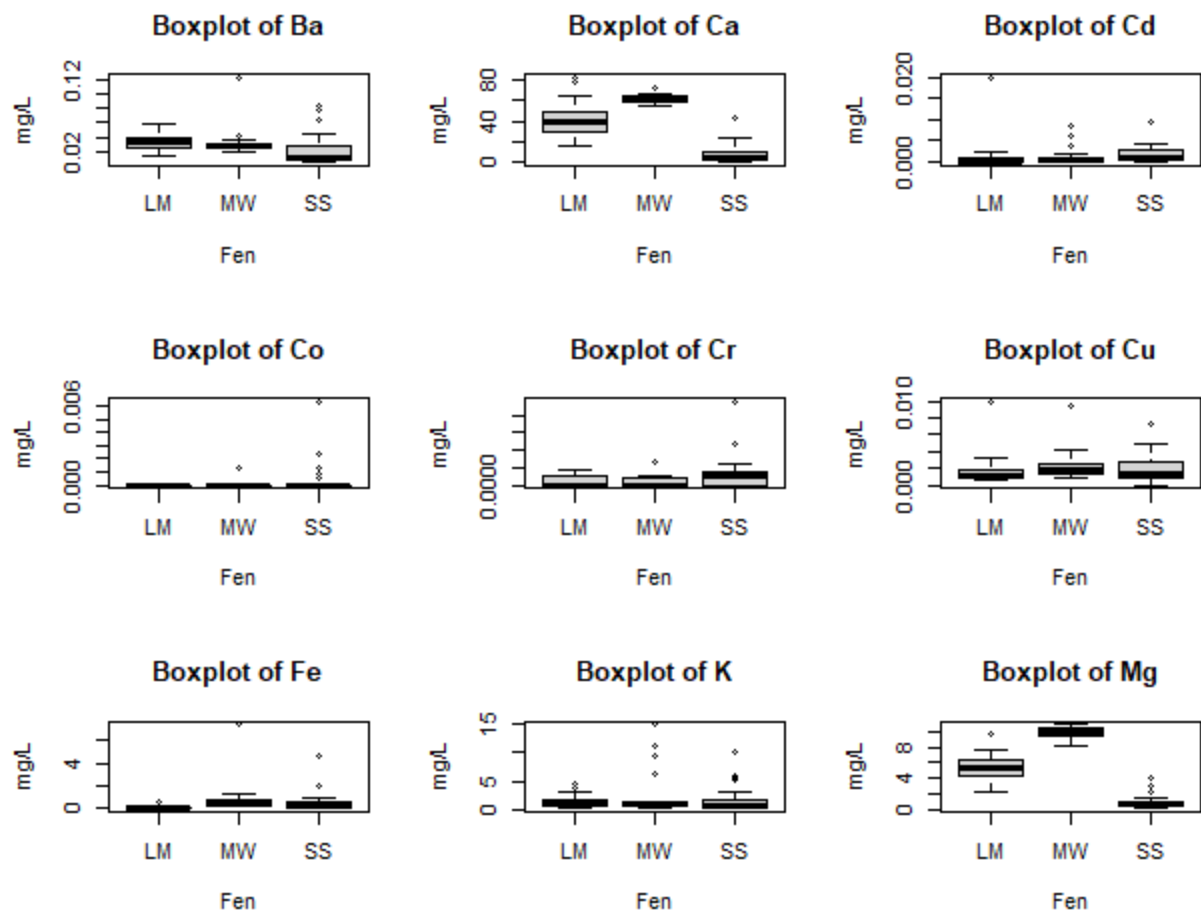 Boxplot of Ba
mg/L
0.12
0.02
LM MW SS
Fen
Boxplot of Ca
mg/L
80
40
0
LM MW SS
Fen
Boxplot of Cd
mg/L
0.020
0.000
LM MW SS
Fen
Boxplot of Co
mg/L
0.006
0.000
LM MW SS
Fen
Boxplot of Cr
mg/L
0.0000
LM MW SS
Fen
Boxplot of Cu
mg/L
0.010
0.000
LM MW SS
Fen
Boxplot of Fe
mg/L
4
0
LM MW SS
Fen
Boxplot of K
mg/L
15
5
0
LM MW SS
Fen
Boxplot of Mg
mg/L
8
4
0
LM MW SS
Fen